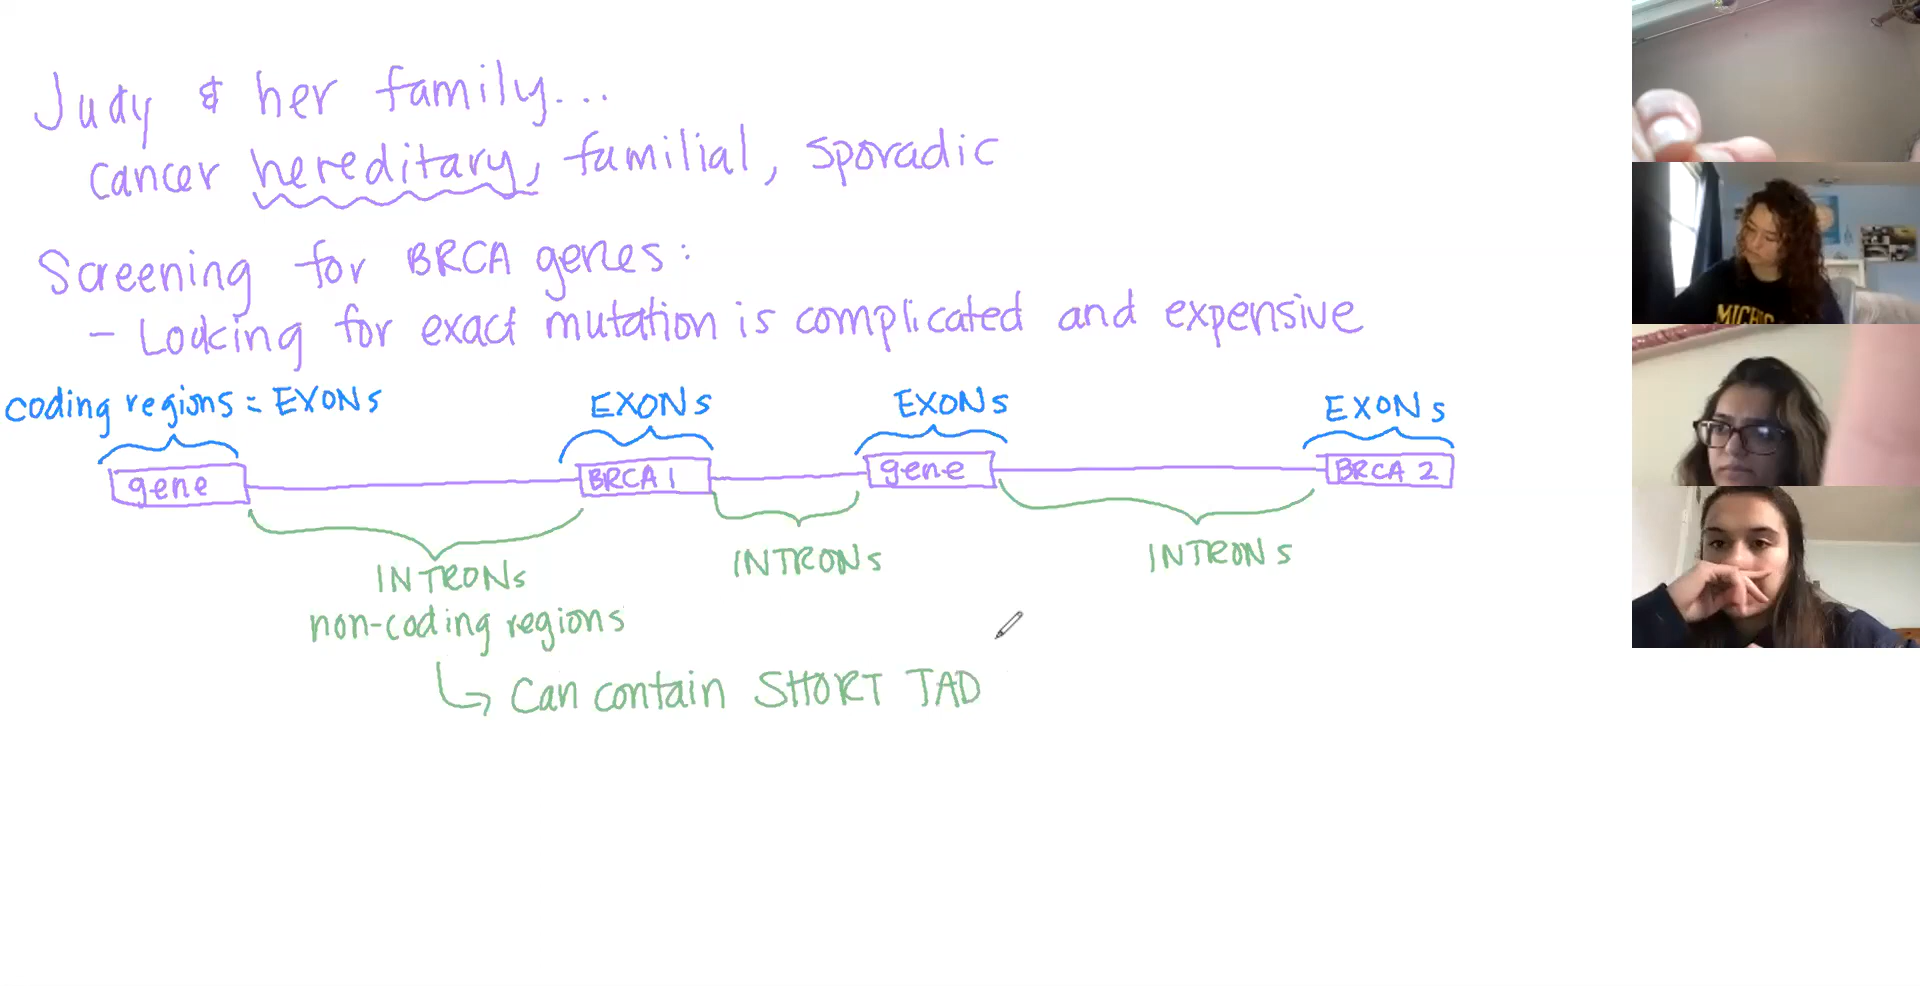 Judy & her family...
cancer hereditary, familial, sporadic
Screening for BRCA genes:
- Looking for exact mutation is complicated and expensive
coding regions = EXONs
EXONs
EXONs
EXONs
gene
BRCA 1
gene
BRCA 2
INTRONs
non-coding regions
INTRONs
INTRONs
Can contain SHORT TAD
MICHIG